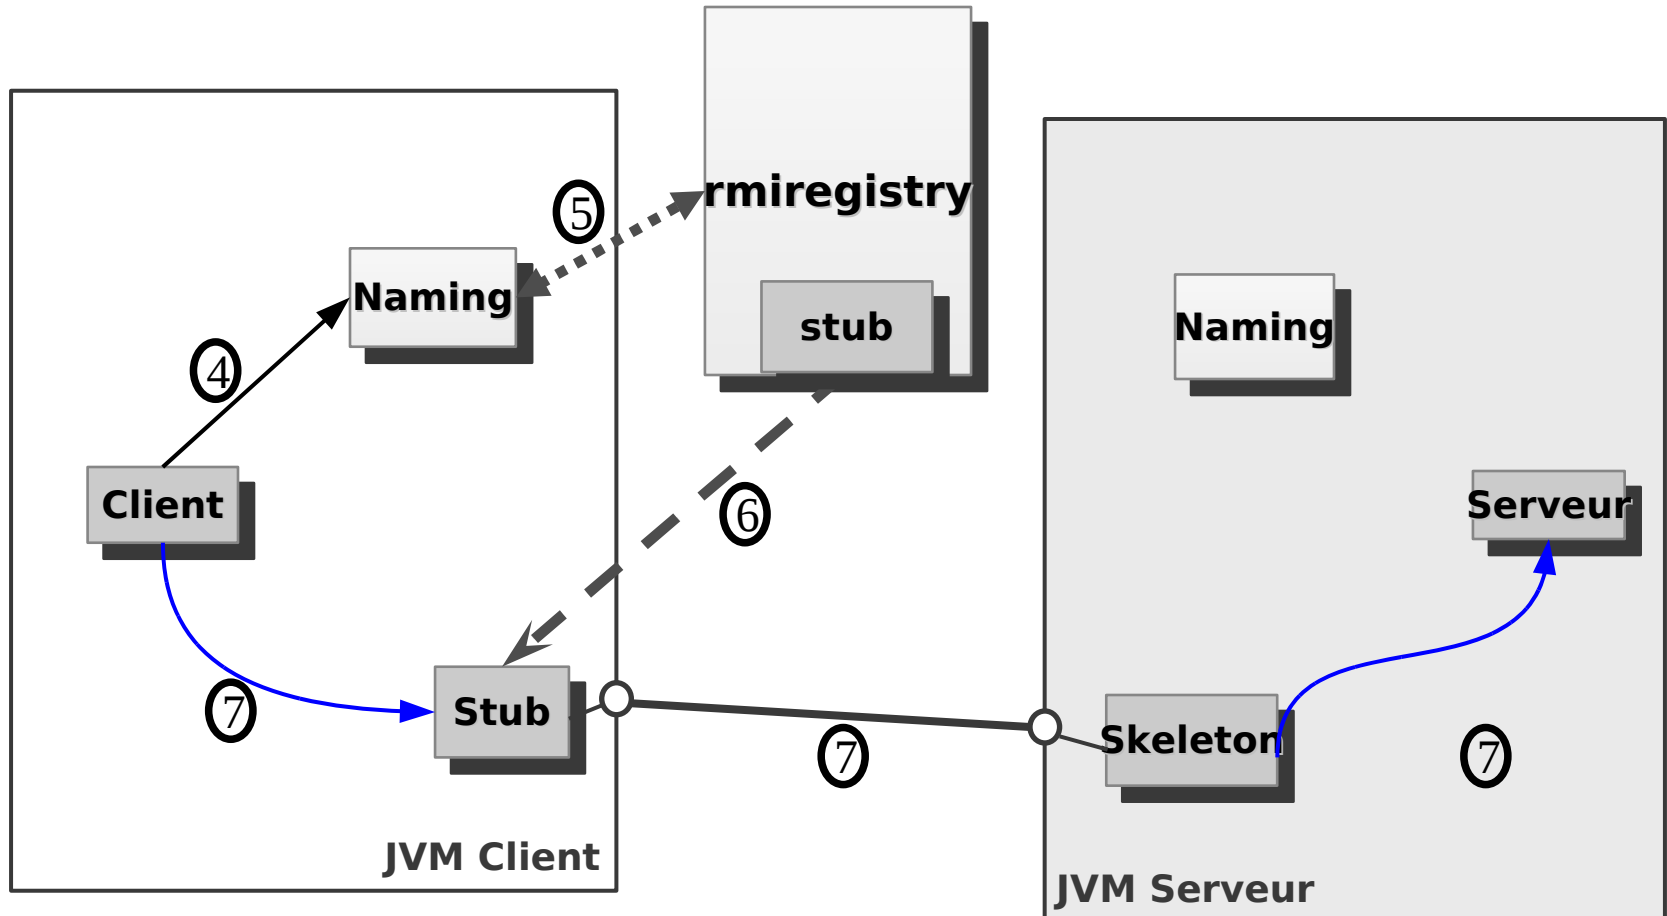 rmiregistry
5
Naming
stub
Naming
4
Client
Serveur
6
Stub
7
Skeleton
7
7
JVM Client
JVM Serveur